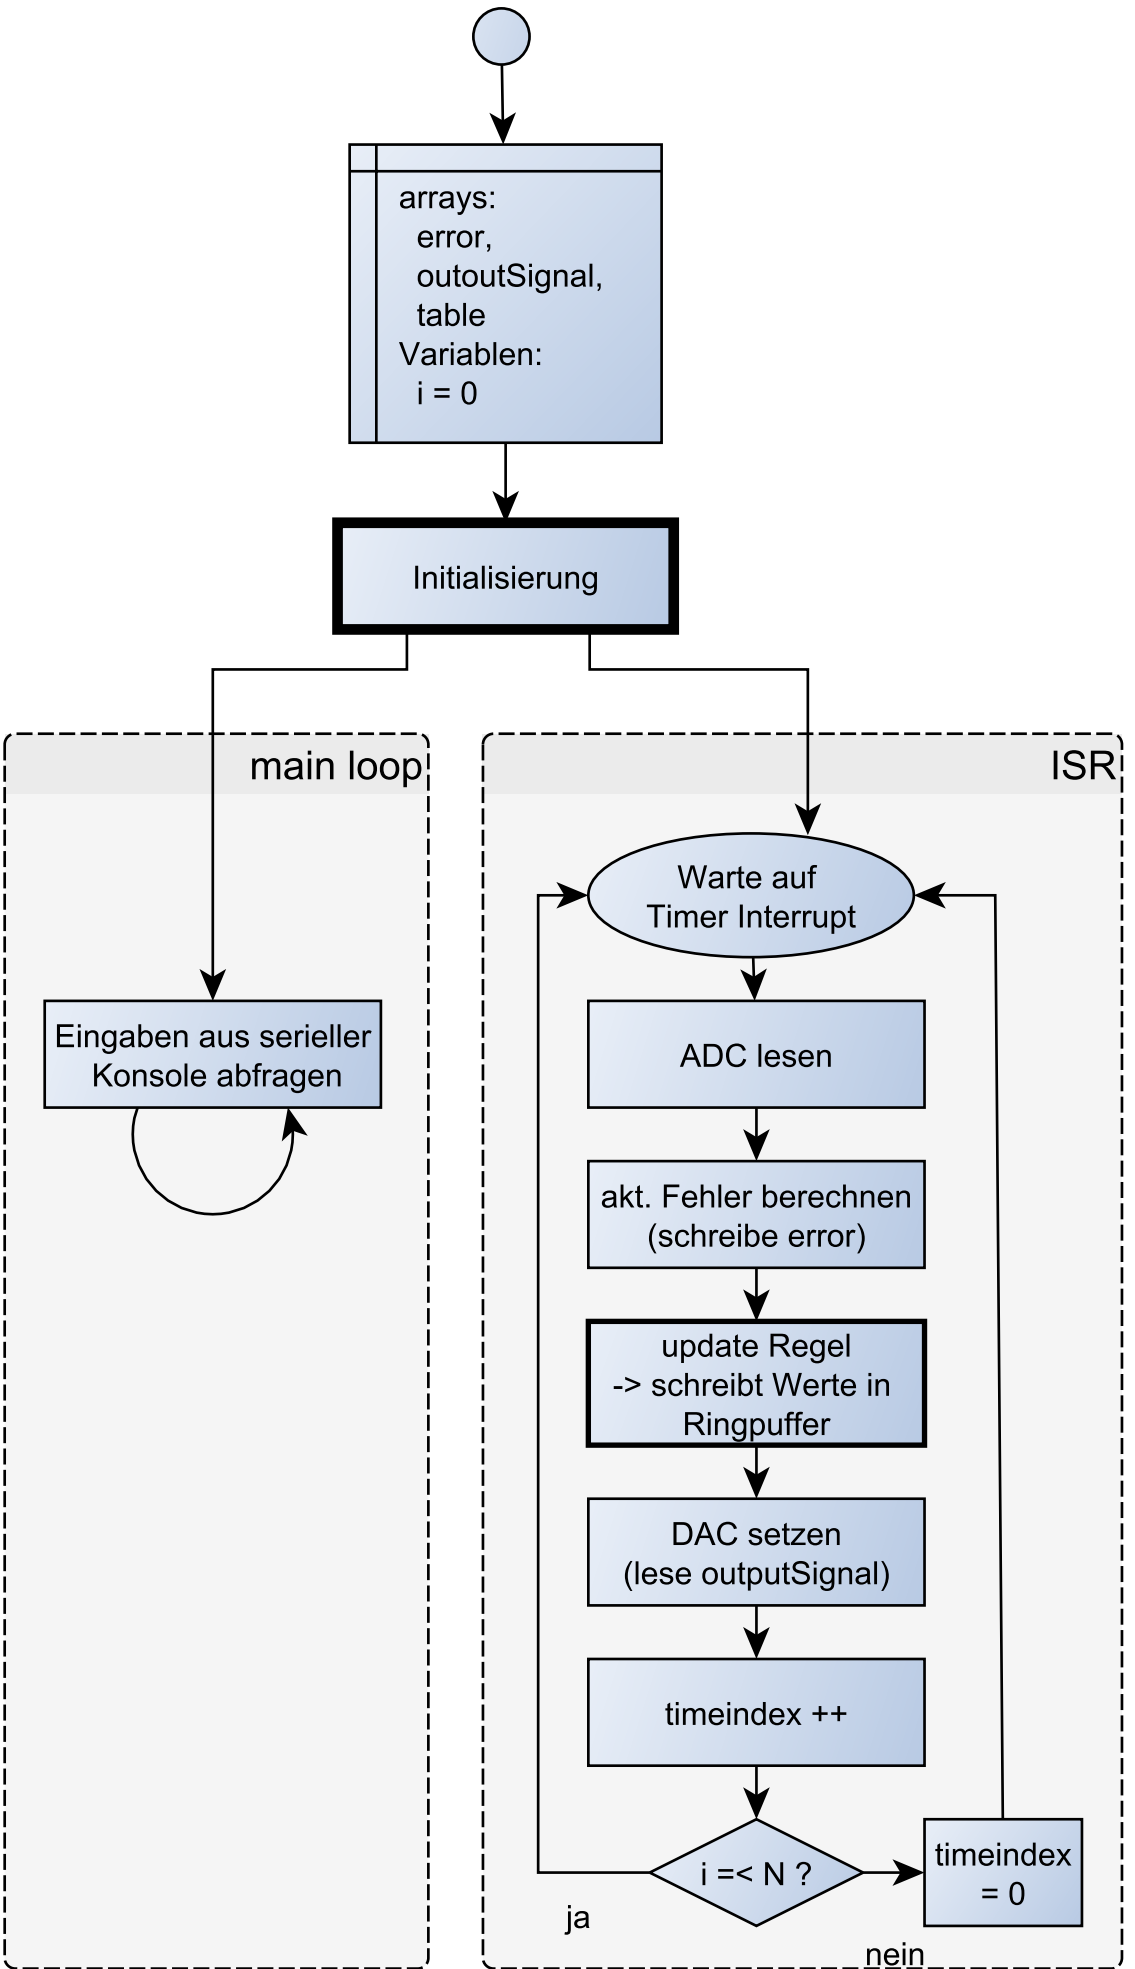 arrays:
error,
outoutSignal,
table
Variablen:
i = 0
Initialisierung
main loop
Eingaben aus serieller
Konsole abfragen
ISR
Warte auf
Timer Interrupt
ADC lesen
akt. Fehler berechnen
(schreibe error)
update Regel
-> schreibt Werte in
Ringpuffer
DAC setzen
(lese outputSignal)
timeindex ++
i =< N ?
ja
nein
timeindex
= 0